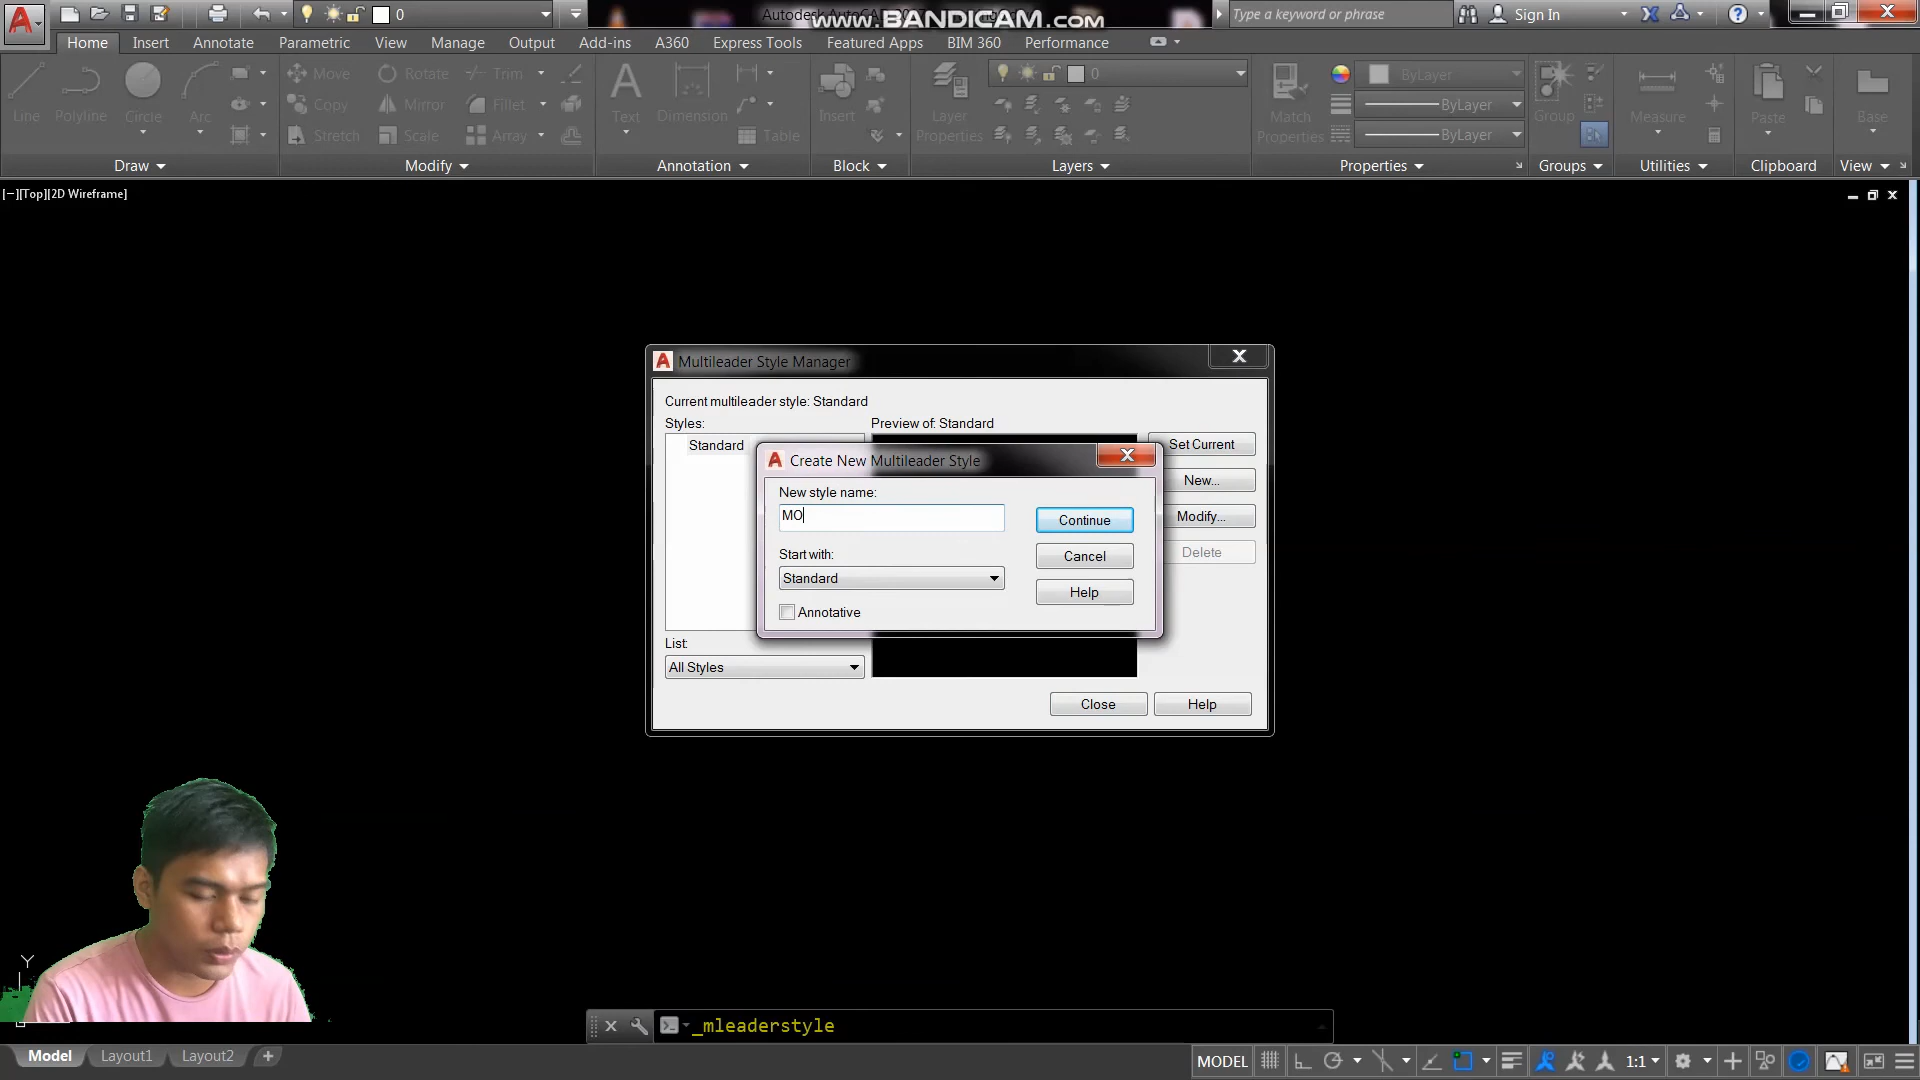 Autodesk AutoCAD
www.BANDICAM.com
0
Type a keyword or phrase
Sign In
Home Insert Annotate Parametric View Manage Output Add-ins A360 Express Tools Featured Apps BIM 360 Performance
Line Polyline Circle Arc
Move Rotate Trim
Copy Mirror Fillet
Stretch Scale Array
Text Dimension
Table
Insert
Layer Properties
0
Match Properties
ByLayer
ByLayer
ByLayer
Group
Measure
Paste
Base
Draw Modify Annotation Block Layers Properties Groups Utilities Clipboard View
[−][Top][2D Wireframe]
Multileader Style Manager
Current multileader style: Standard
Styles:
Preview of: Standard
Standard
Set Current
New...
Modify...
Delete
Create New Multileader Style
New style name:
MO
Continue
Start with:
Cancel
Standard
Help
Annotative
List:
All Styles
Close
Help
Y
_mleaderstyle
Model Layout1 Layout2
MODEL
1:1